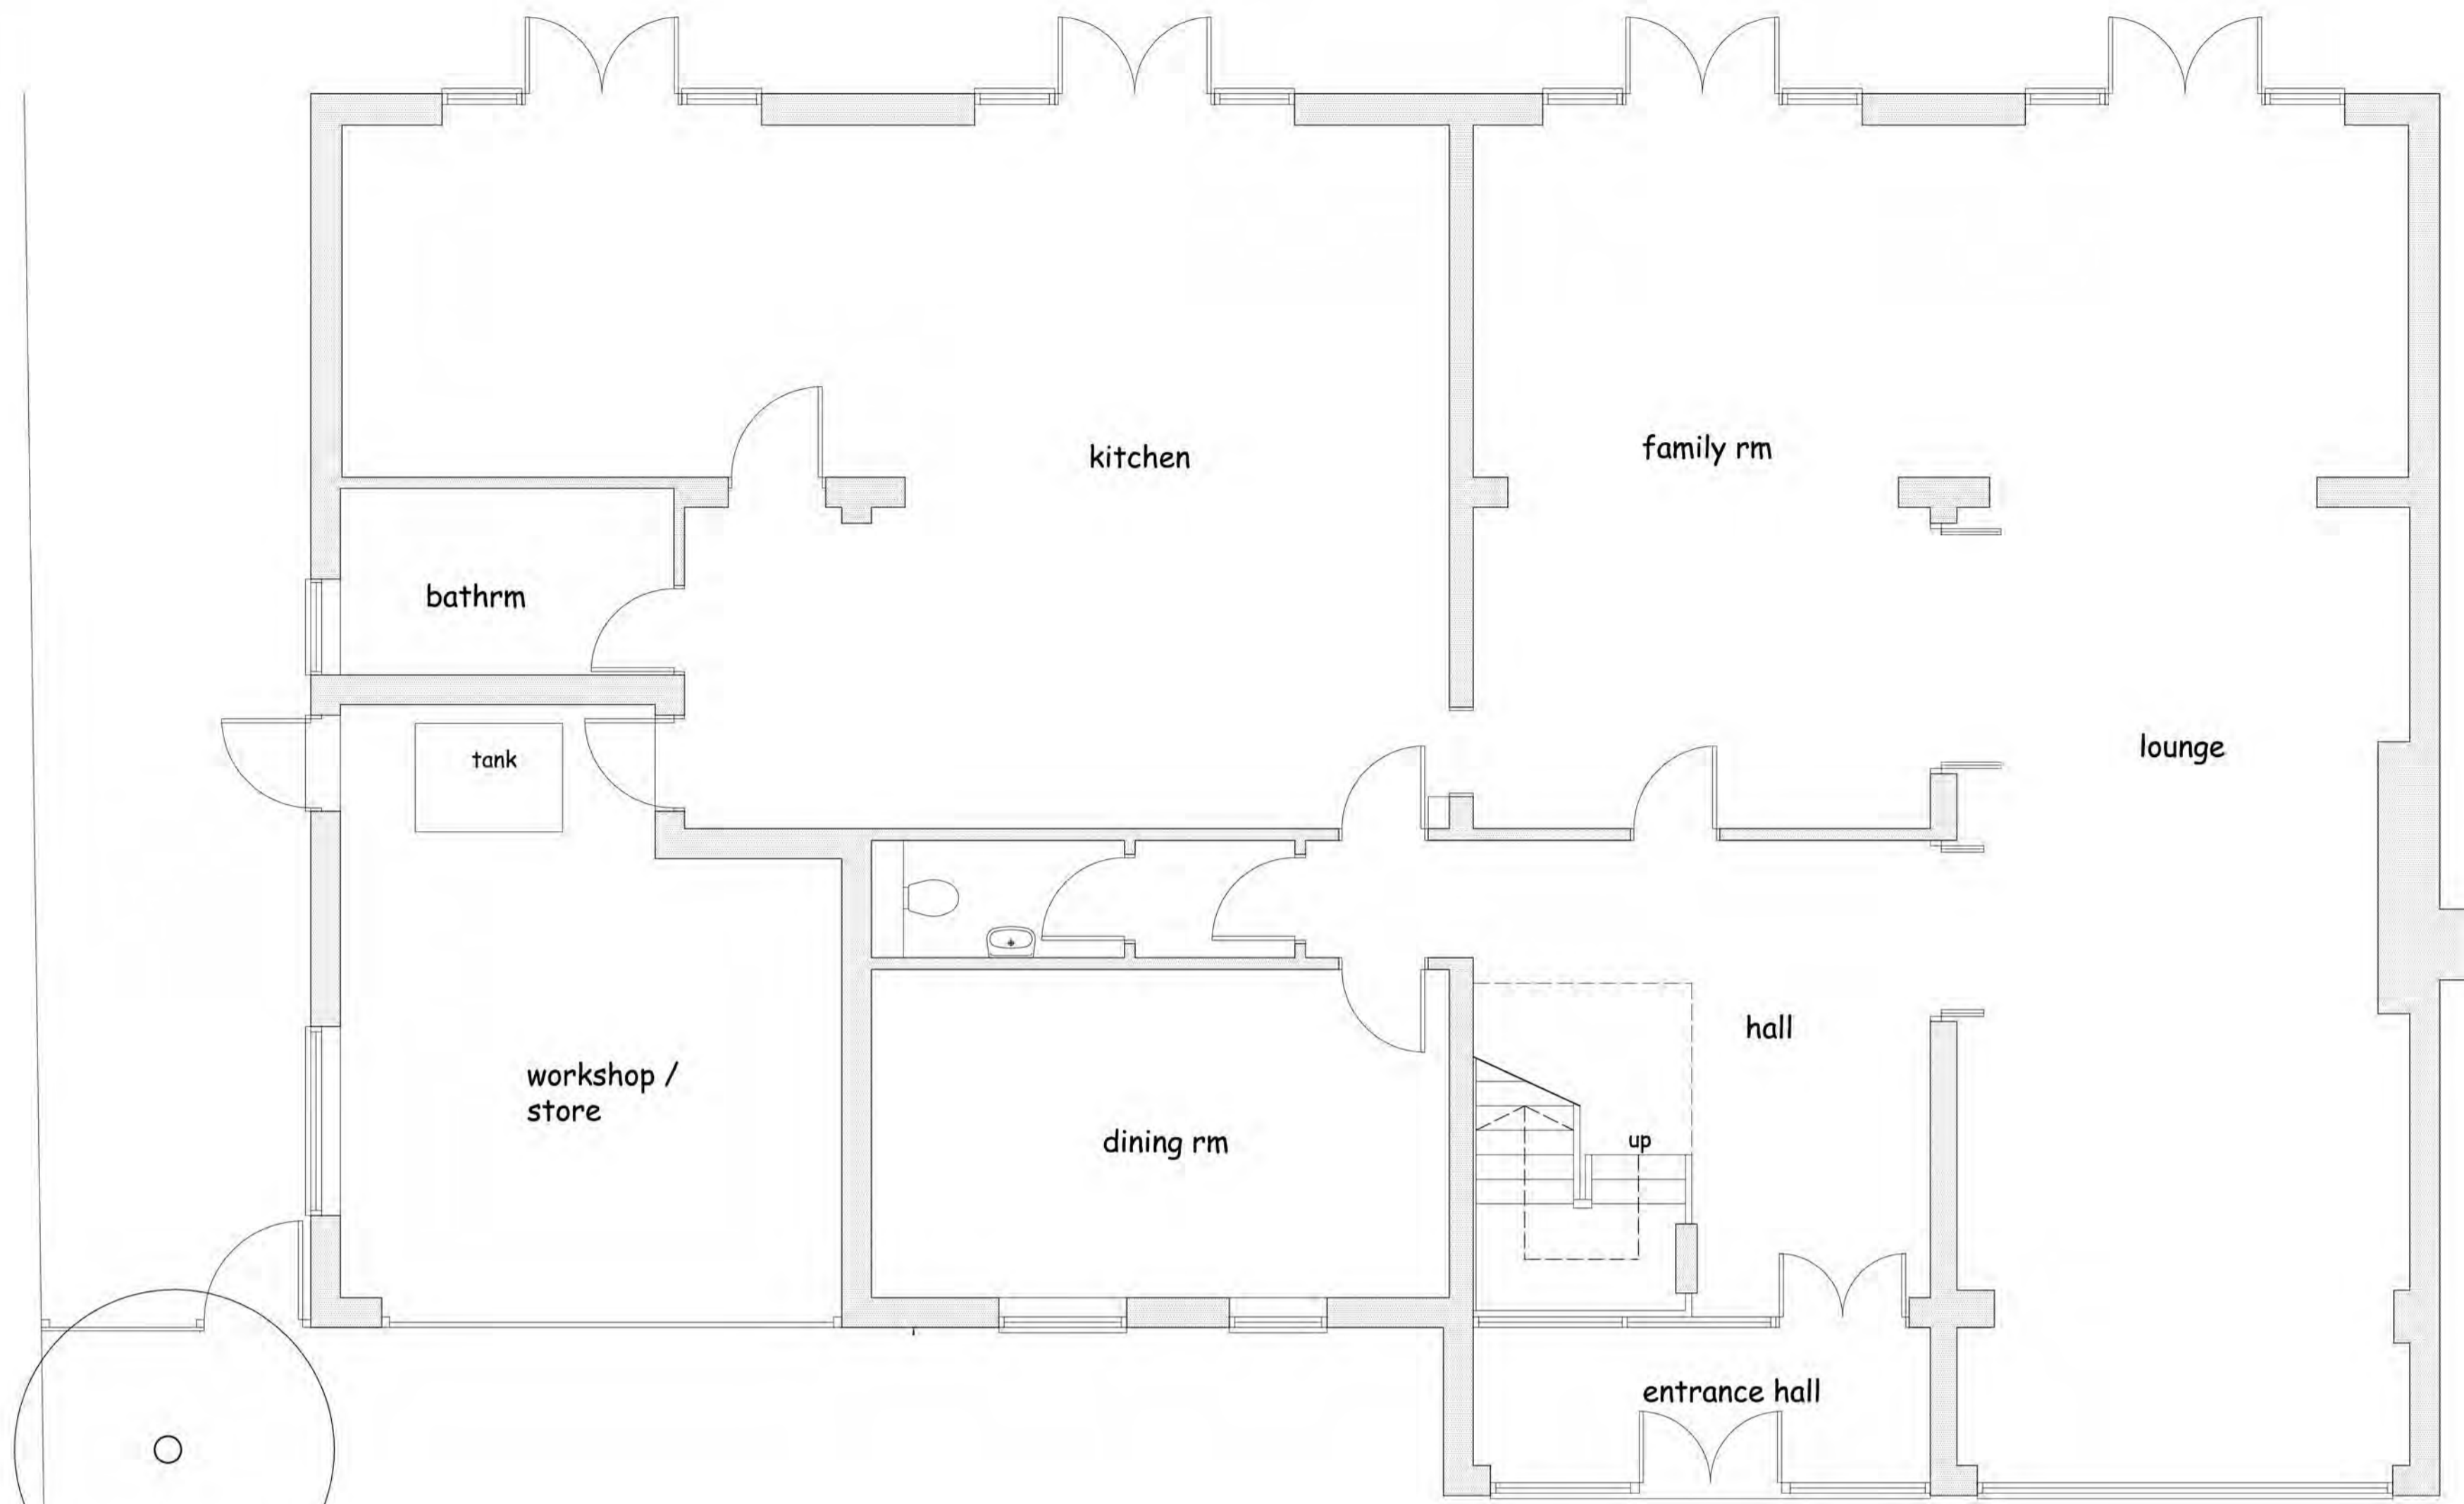 kitchen
family rm
bathrm
tank
lounge
hall
workshop /
store
dining rm
up
entrance hall